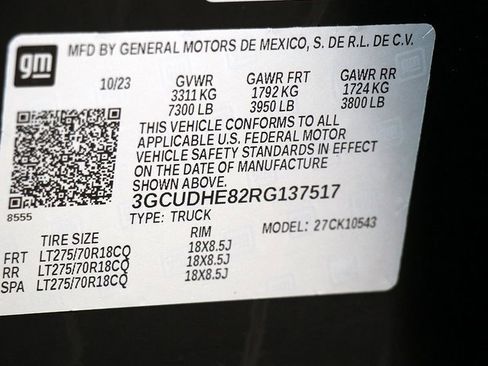 gm
MFD BY GENERAL MOTORS DE MEXICO, S. DE R.L. DE C.V.
10/23 GVWR GAWR FRT GAWR RR
3311 KG 1792 KG 1724 KG
7300 LB 3950 LB 3800 LB
THIS VEHICLE CONFORMS TO ALL
APPLICABLE U.S. FEDERAL MOTOR
VEHICLE SAFETY STANDARDS IN EFFECT
ON THE DATE OF MANUFACTURE
SHOWN ABOVE.
8555
3GCUDHE82RG137517
TYPE: TRUCK
MODEL: 27CK10543
TIRE SIZE RIM
FRT LT275/70R18CQ 18X8.5J
RR LT275/70R18CQ 18X8.5J
SPA LT275/70R18CQ 18X8.5J